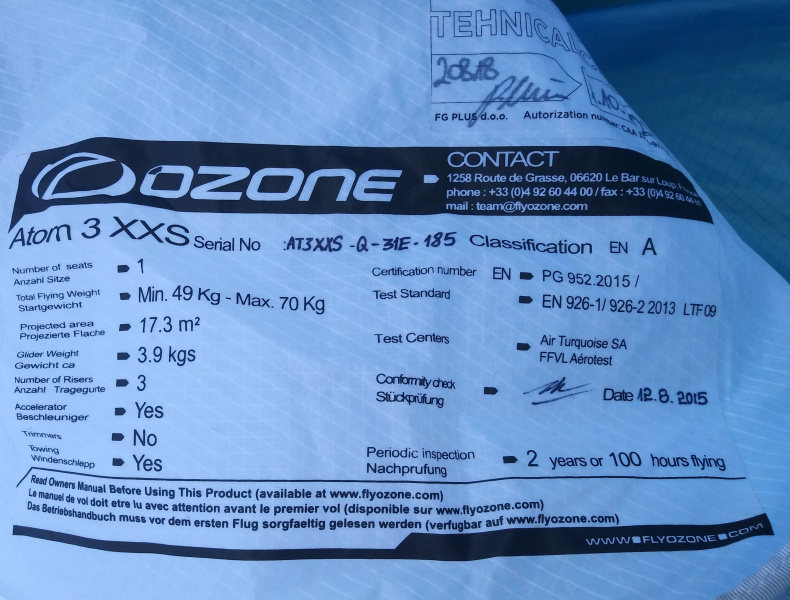 TEHNICAL
20818
FG PLUS d.o.o. Autorization number: CAA
OZONE
CONTACT
1258 Route de Grasse, 06620 Le Bar sur Loup,
phone : +33 (0)4 92 60 44 00 / fax : +33 (0)4 92 60 44
mail : team@flyozone.com
Atom 3 XXS Serial No :AT3XXS-Q-31E-185 Classification EN A
Number of seats 1
Anzahl Sitze
Total Flying Weight Min. 49 Kg - Max. 70 Kg
Startgewicht
Projected area 17.3 m²
Projezierte Flache
Glider Weight 3.9 kgs
Gewicht ca
Number of Risers 3
Anzahl Tragegurte
Accelerator Yes
Beschleuniger
Trimmers No
Towing Yes
Windenschlepp
Certification number EN PG 952.2015 /
Test Standard EN 926-1/ 926-2 2013 LTF 09
Test Centers Air Turquoise SA
FFVL Aérotest
Conformity check Date 12.8.2015
Stückprüfung
Periodic inspection 2 years or 100 hours flying
Nachprufung
Read Owners Manual Before Using This Product (available at www.flyozone.com)
Le manuel de vol doit etre lu avec attention avant le premier vol (disponible sur www.flyozone.com)
Das Betriebshandbuch muss vor dem ersten Flug sorgfaeltig gelesen werden (verfugbar auf www.flyozone.com)
WWW.FLYOZONE.COM